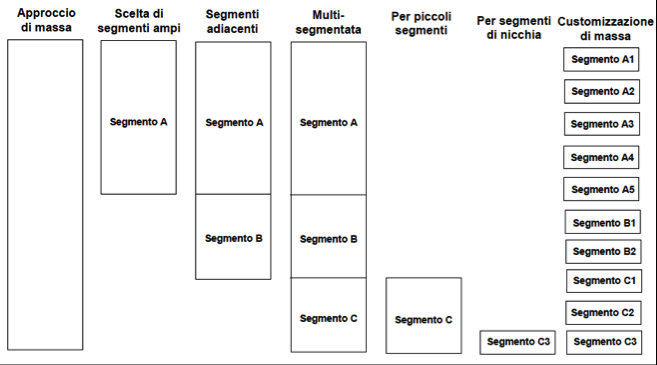 Approccio
di massa
Scelta di
segmenti ampi
Segmenti
adiacenti
Multi-
segmentata
Per piccoli
segmenti
Per segmenti
di nicchia
Customizzazione
di massa
Segmento A
Segmento A
Segmento B
Segmento A
Segmento B
Segmento C
Segmento C
Segmento C3
Segmento A1
Segmento A2
Segmento A3
Segmento A4
Segmento A5
Segmento B1
Segmento B2
Segmento C1
Segmento C2
Segmento C3